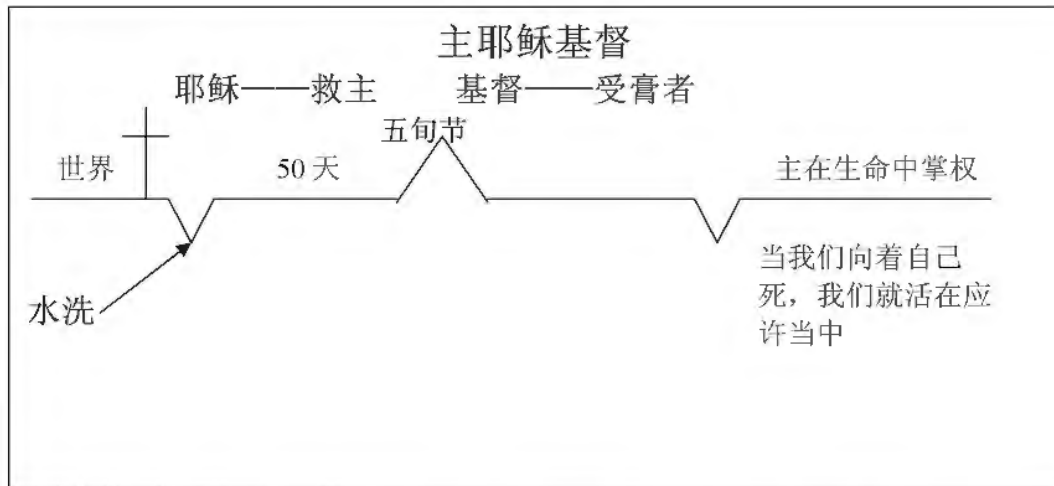 主耶稣基督
耶稣——救主 基督——受膏者
五旬节
世界 50天 主在生命中掌权
当我们向着自己
死，我们就活在应
许当中
水洗